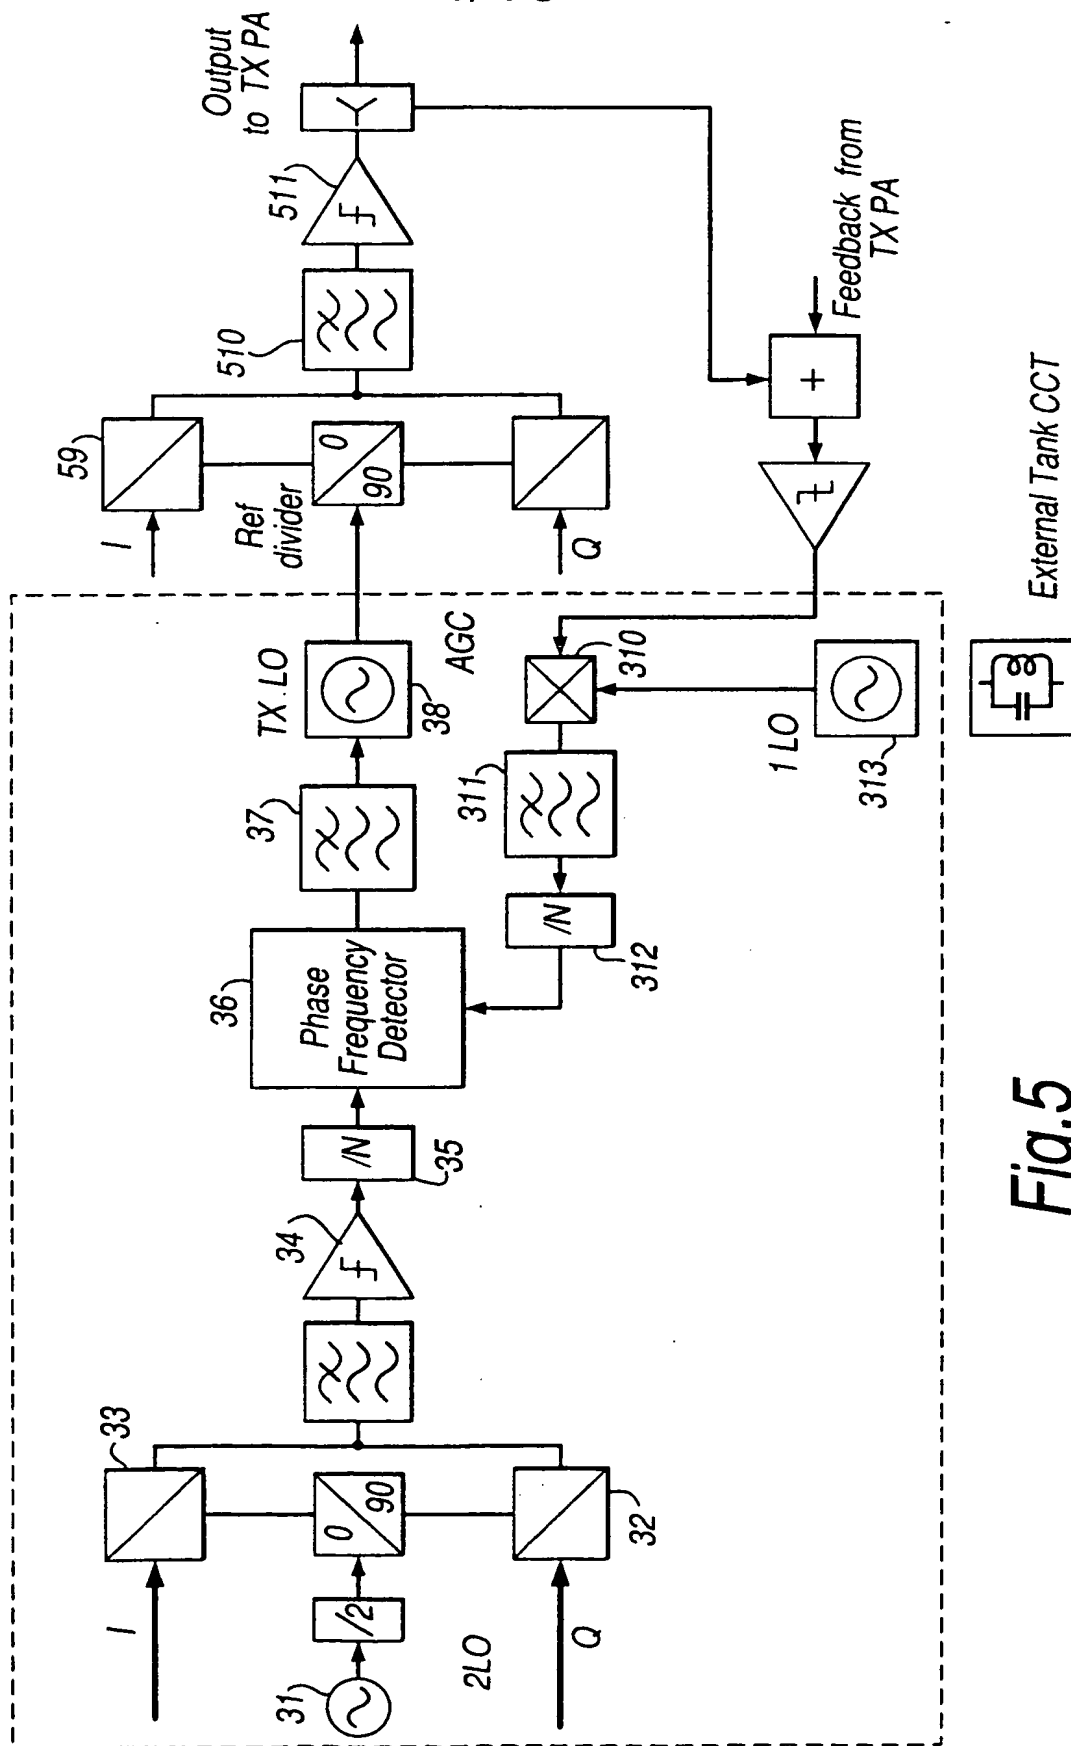 Output
to TX PA
511
510
59
I
0
90
Ref
divider
Q
Feedback from
TX PA
+
External Tank CCT
TX.LO
38
AGC
310
1 LO
313
37
311
/N
312
36
Phase
Frequency
Detector
/N
35
34
33
I
0
90
/2
31
2LO
Q
32
Fig.5